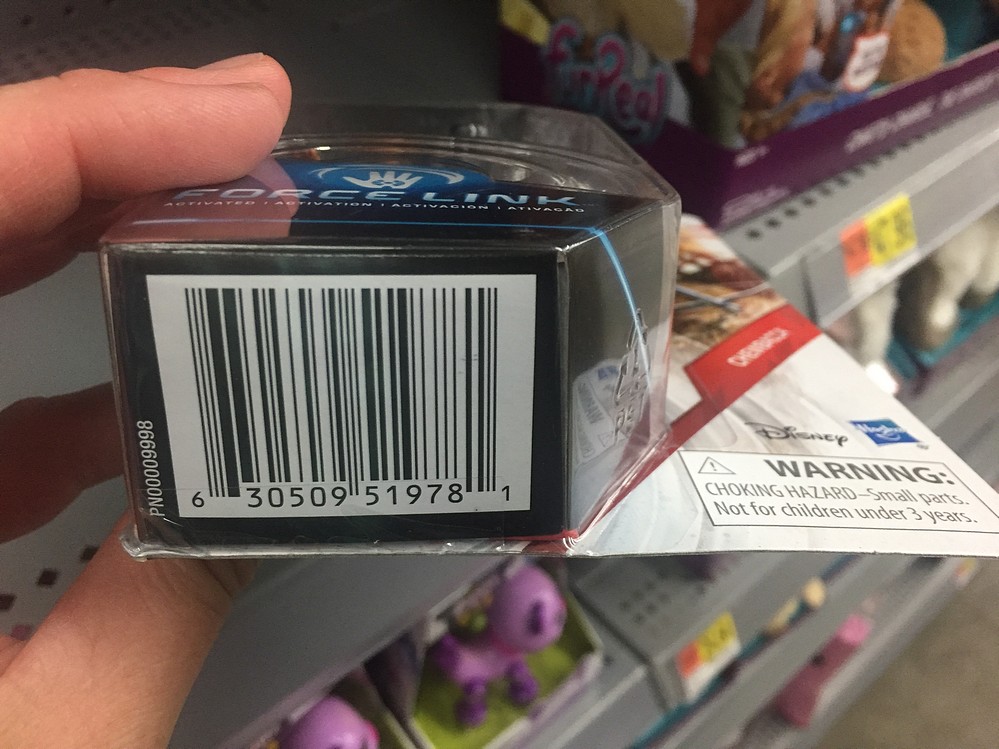 furReal
FORCE LINK
ACTIVATED | ACTIVATION | ACTIVACIÓN | ATIVAÇÃO
PN00009998
6 30509 51978 1
CHEWBACCA
Disney
Hasbro
WARNING:
CHOKING HAZARD–Small parts.
Not for children under 3 years.